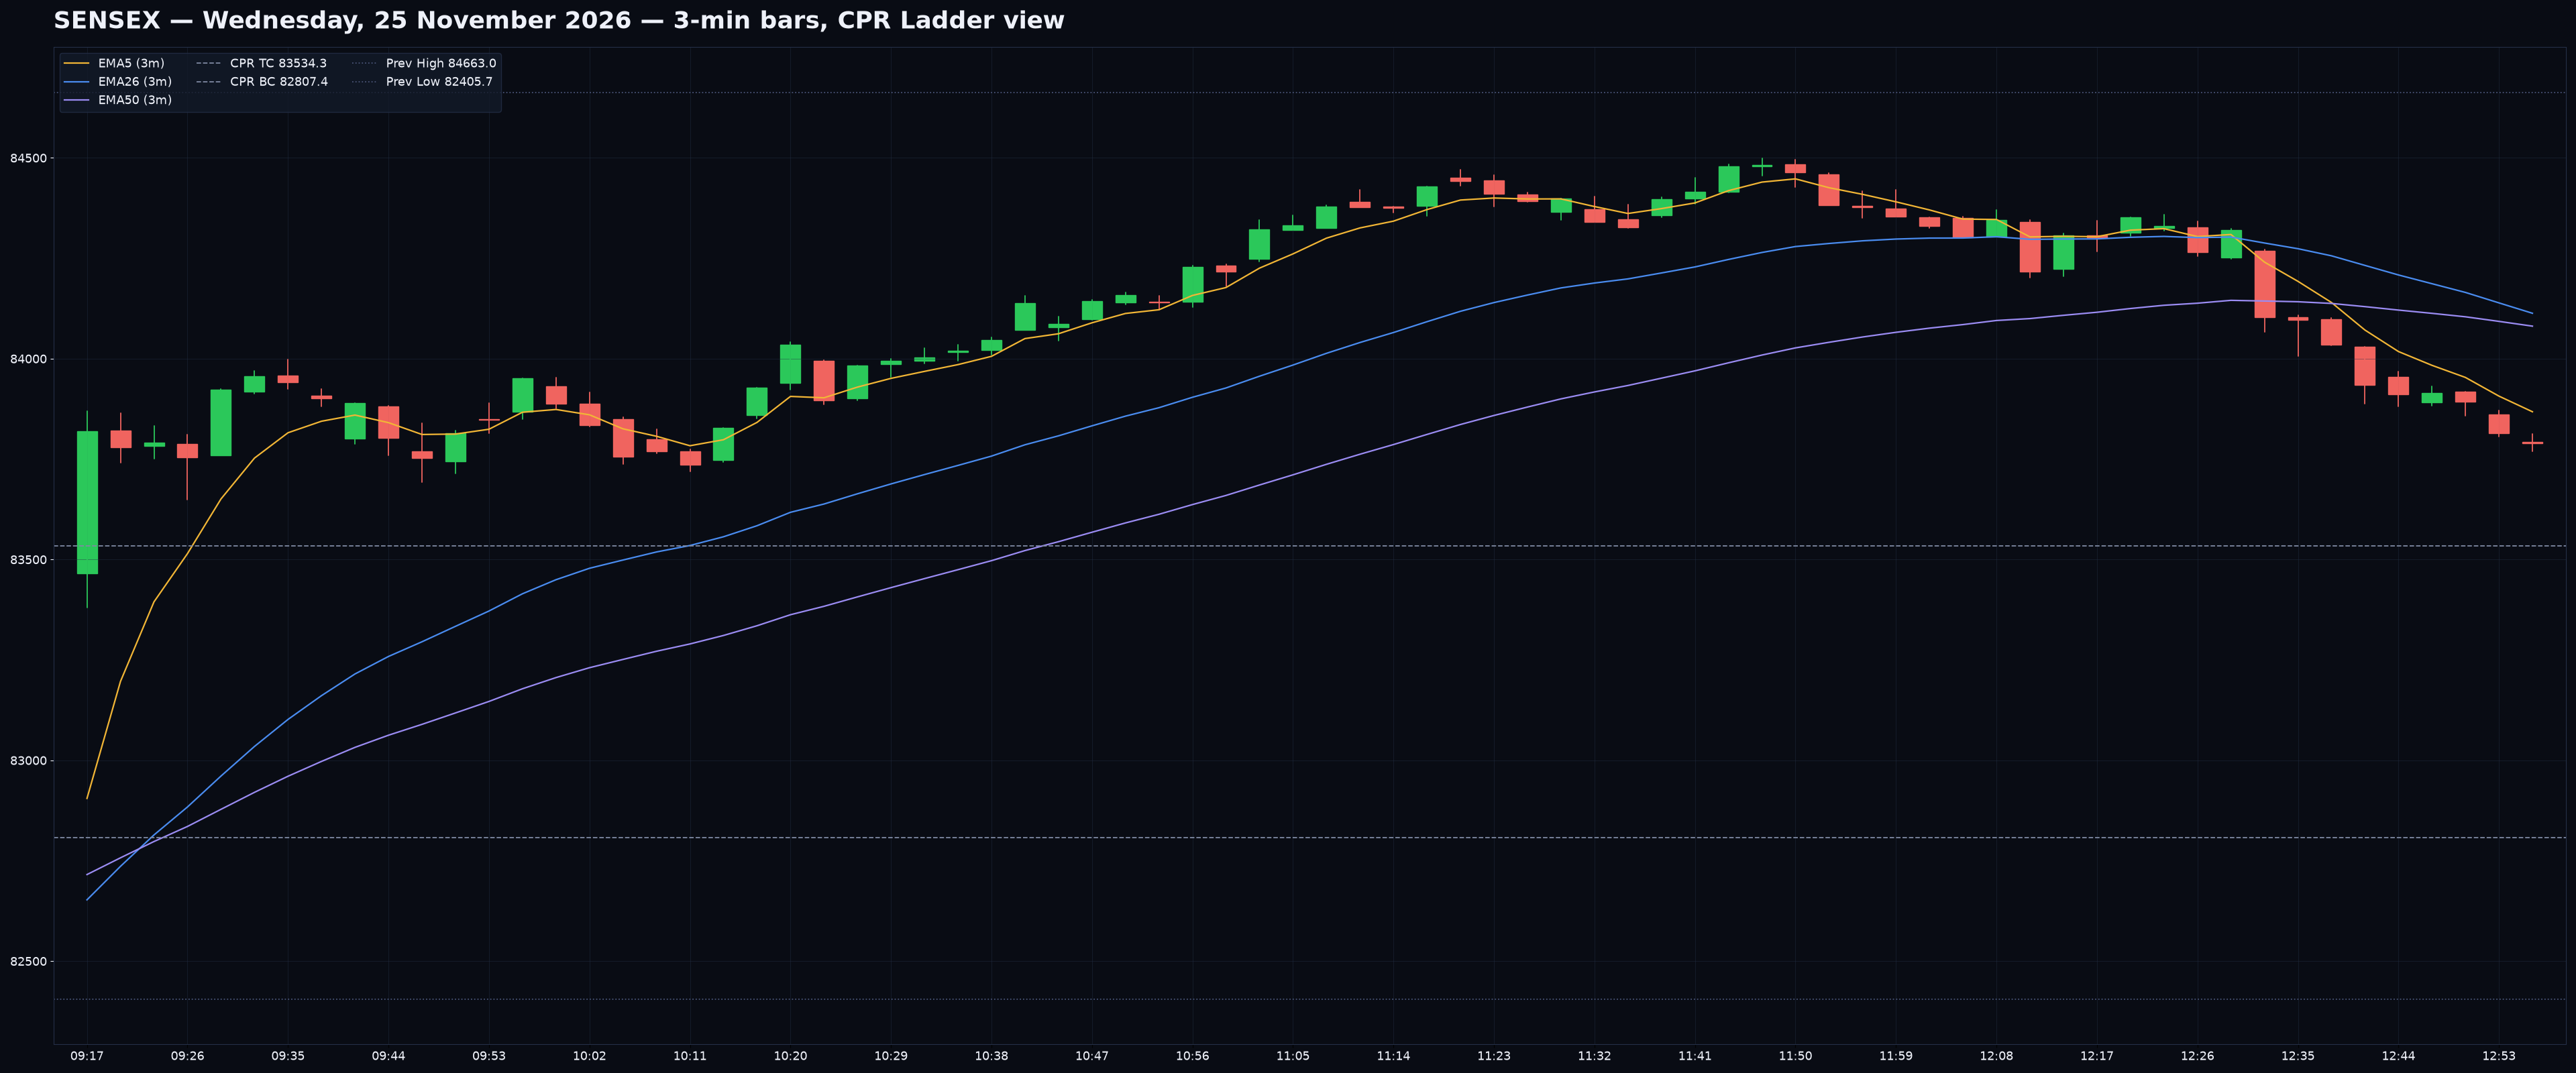 SENSEX — Wednesday, 25 November 2026 — 3-min bars, CPR Ladder view
EMA5 (3m)
EMA26 (3m)
EMA50 (3m)
CPR TC 83534.3
CPR BC 82807.4
Prev High 84663.0
Prev Low 82405.7
84500
84000
83500
83000
82500
09:17 09:26 09:35 09:44 09:53 10:02 10:11 10:20 10:29 10:38 10:47 10:56 11:05 11:14 11:23 11:32 11:41 11:50 11:59 12:08 12:17 12:26 12:35 12:44 12:53